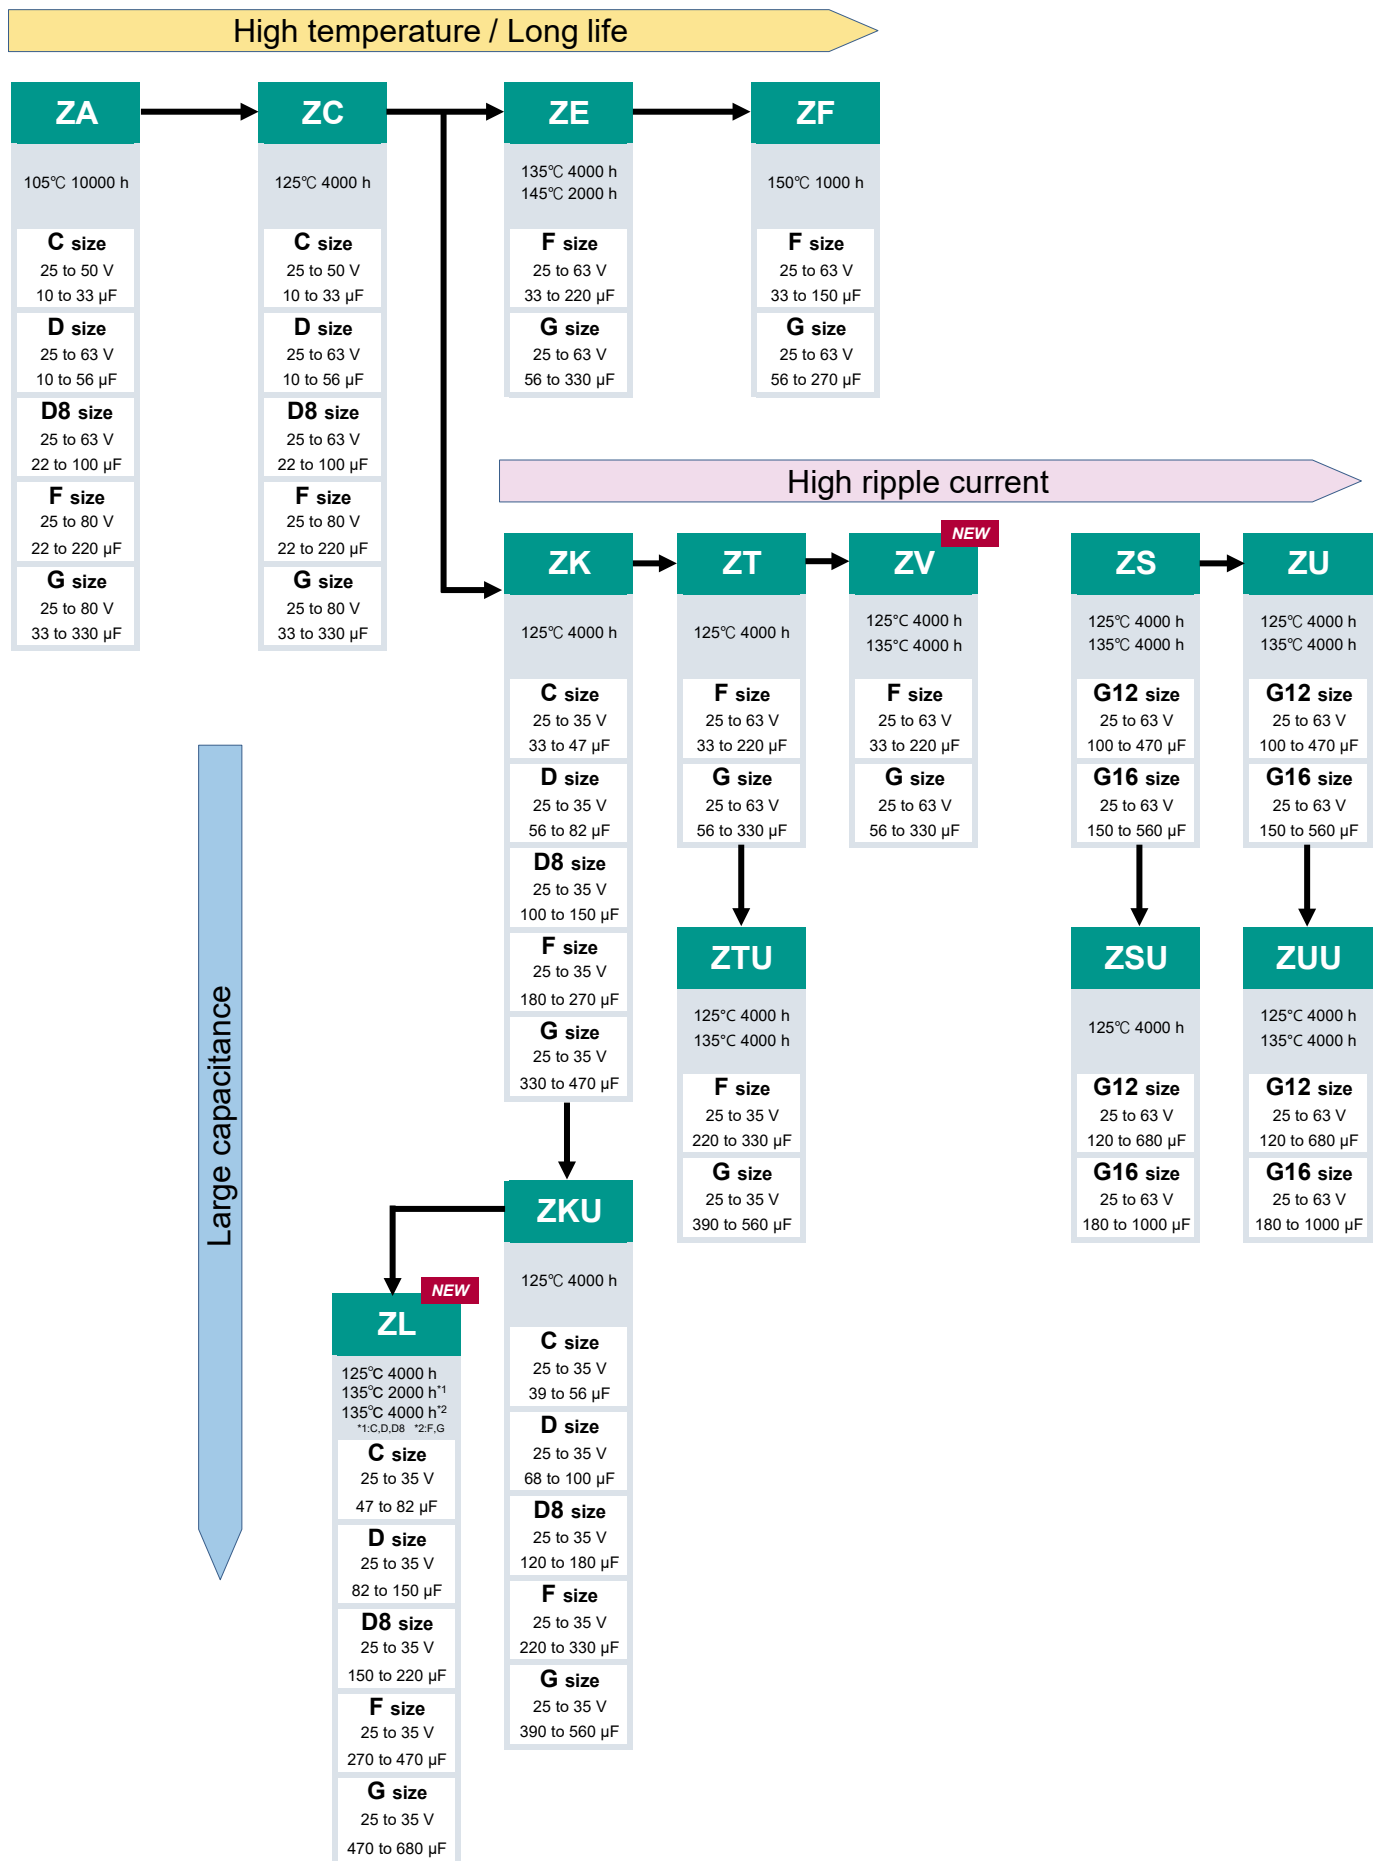 High temperature / Long life
ZA
105℃ 10000 h
C size
25 to 50 V
10 to 33 µF
D size
25 to 63 V
10 to 56 µF
D8 size
25 to 63 V
22 to 100 µF
F size
25 to 80 V
22 to 220 µF
G size
25 to 80 V
33 to 330 µF
ZC
125℃ 4000 h
C size
25 to 50 V
10 to 33 µF
D size
25 to 63 V
10 to 56 µF
D8 size
25 to 63 V
22 to 100 µF
F size
25 to 80 V
22 to 220 µF
G size
25 to 80 V
33 to 330 µF
ZE
135℃ 4000 h
145℃ 2000 h
F size
25 to 63 V
33 to 220 µF
G size
25 to 63 V
56 to 330 µF
ZF
150℃ 1000 h
F size
25 to 63 V
33 to 150 µF
G size
25 to 63 V
56 to 270 µF
High ripple current
ZK
125℃ 4000 h
C size
25 to 35 V
33 to 47 µF
D size
25 to 35 V
56 to 82 µF
D8 size
25 to 35 V
100 to 150 µF
F size
25 to 35 V
180 to 270 µF
G size
25 to 35 V
330 to 470 µF
ZT
125℃ 4000 h
F size
25 to 63 V
33 to 220 µF
G size
25 to 63 V
56 to 330 µF
NEW
ZV
125°C 4000 h
135°C 4000 h
F size
25 to 63 V
33 to 220 µF
G size
25 to 63 V
56 to 330 µF
ZS
125℃ 4000 h
135℃ 4000 h
G12 size
25 to 63 V
100 to 470 µF
G16 size
25 to 63 V
150 to 560 µF
ZU
125℃ 4000 h
135℃ 4000 h
G12 size
25 to 63 V
100 to 470 µF
G16 size
25 to 63 V
150 to 560 µF
Large capacitance
ZTU
125°C 4000 h
135°C 4000 h
F size
25 to 35 V
220 to 330 µF
G size
25 to 35 V
390 to 560 µF
ZSU
125℃ 4000 h
G12 size
25 to 63 V
120 to 680 µF
G16 size
25 to 63 V
180 to 1000 µF
ZUU
125°C 4000 h
135°C 4000 h
G12 size
25 to 63 V
120 to 680 µF
G16 size
25 to 63 V
180 to 1000 µF
ZKU
125℃ 4000 h
C size
25 to 35 V
39 to 56 µF
D size
25 to 35 V
68 to 100 µF
D8 size
25 to 35 V
120 to 180 µF
F size
25 to 35 V
220 to 330 µF
G size
25 to 35 V
390 to 560 µF
NEW
ZL
125℃ 4000 h
135℃ 2000 h*1
135℃ 4000 h*2
*1:C,D,D8 *2:F,G
C size
25 to 35 V
47 to 82 µF
D size
25 to 35 V
82 to 150 µF
D8 size
25 to 35 V
150 to 220 µF
F size
25 to 35 V
270 to 470 µF
G size
25 to 35 V
470 to 680 µF